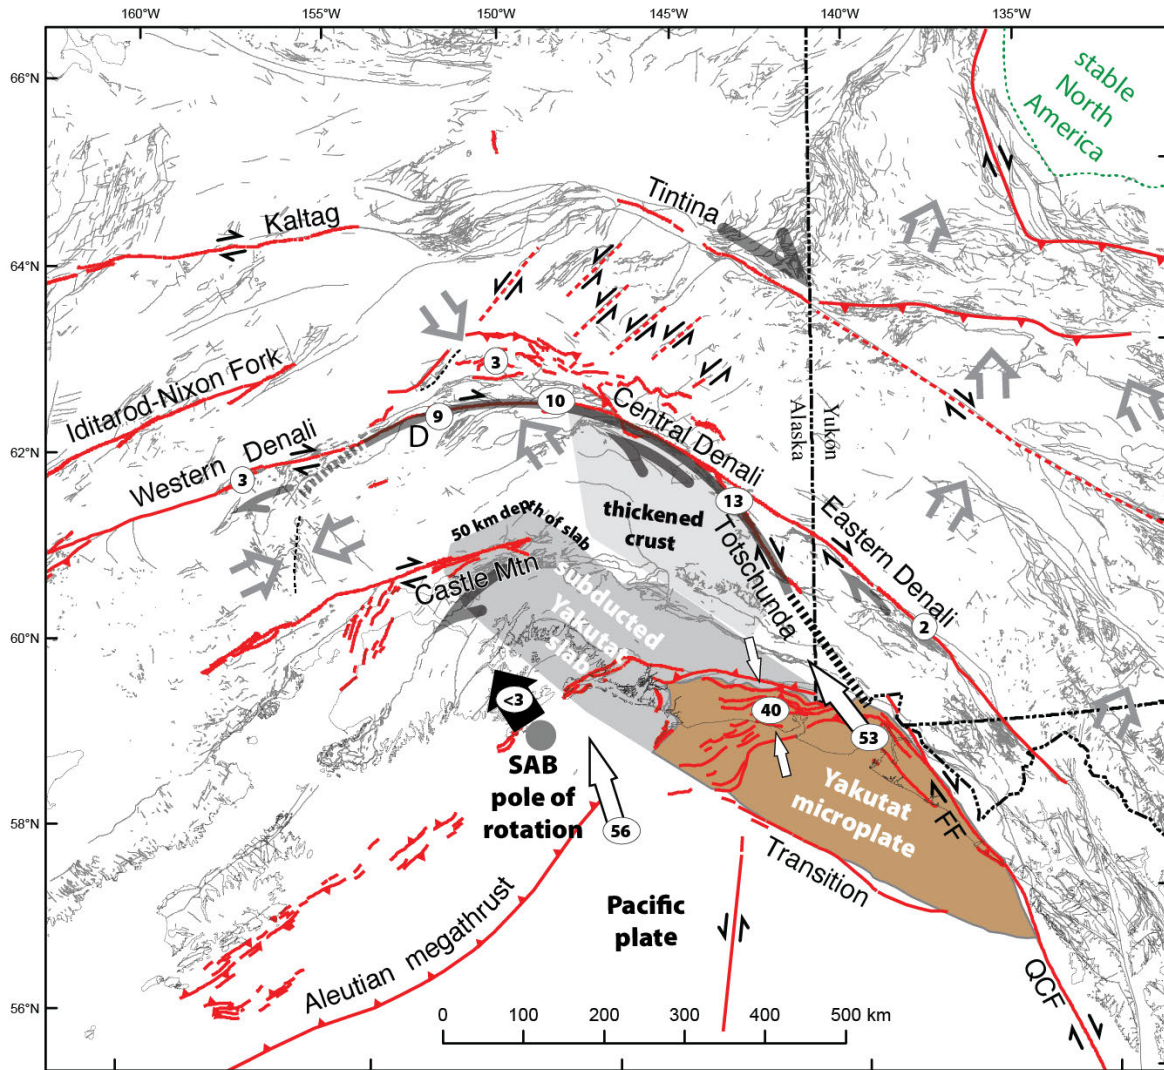 160°W
155°W
150°W
145°W
140°W
135°W
66°N
64°N
62°N
60°N
58°N
56°N
stable
North
America
Kaltag
Tintina
Iditarod-Nixon Fork
3
10
9
D
Western Denali
3
Central Denali
13
Alaska
Yukon
Eastern Denali
2
Totschunda
thickened
crust
50 km depth of slab
Castle Mtn
subducted
Yakutat
slab
<3
40
53
SAB
pole of
rotation
56
Yakutat
microplate
FF
Transition
Pacific
plate
Aleutian megathrust
QCF
0
100
200
300
400
500 km